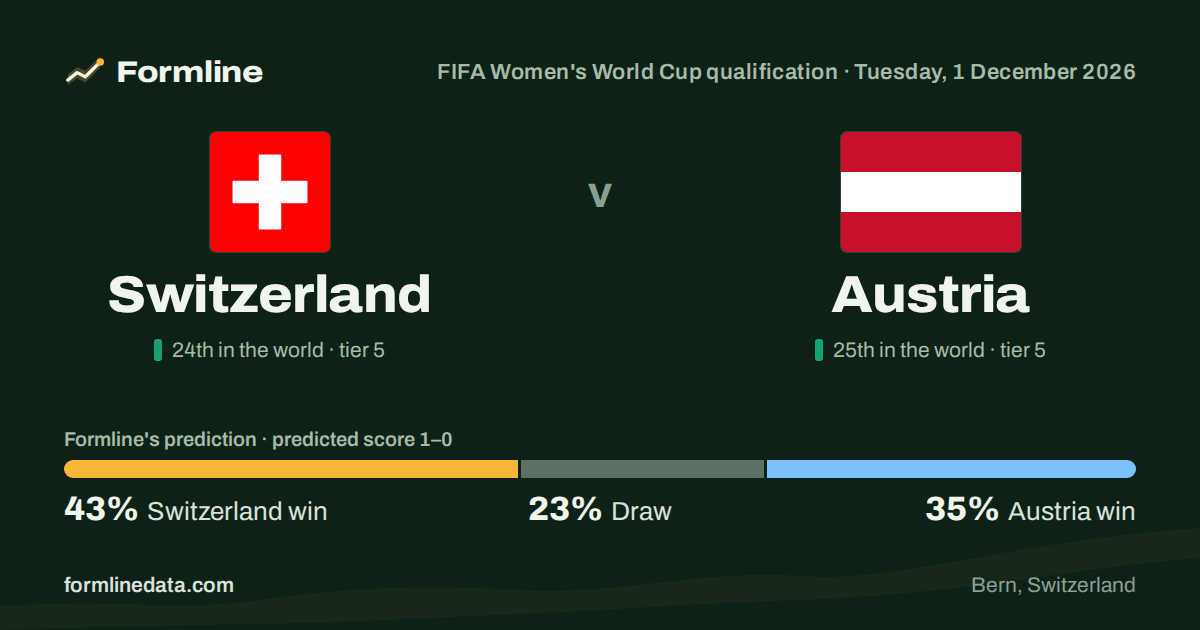 Formline
FIFA Women's World Cup qualification · Tuesday, 1 December 2026
v
Switzerland
Austria
24th in the world · tier 5
25th in the world · tier 5
Formline's prediction · predicted score 1–0
43% Switzerland win
23% Draw
35% Austria win
formlinedata.com
Bern, Switzerland